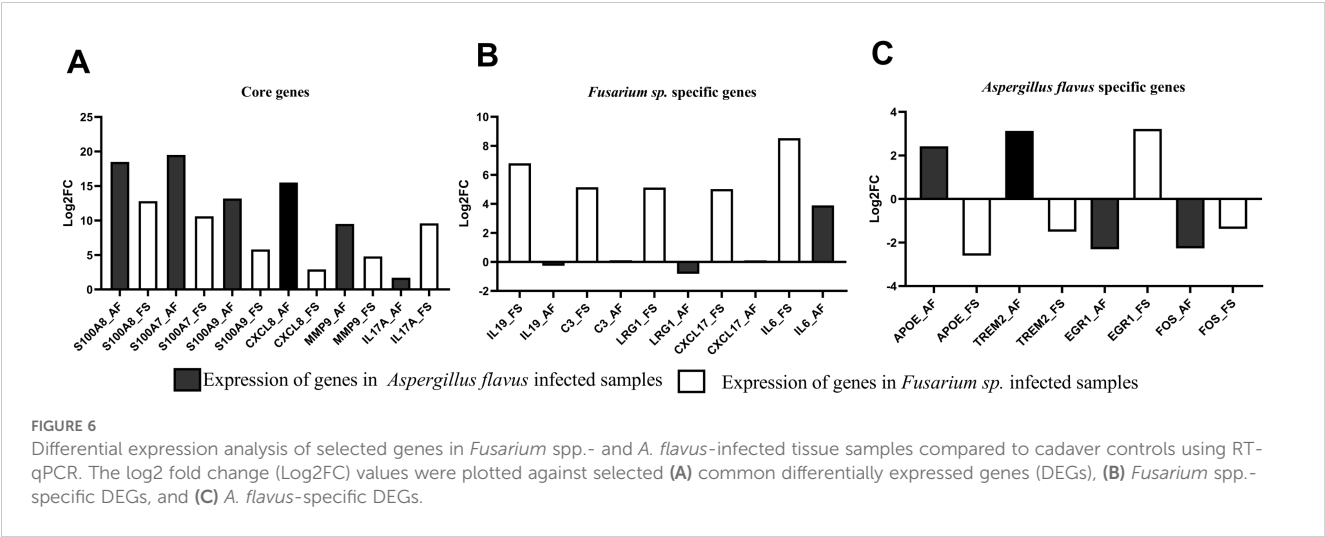 A
Core genes
Log2FC
25
20
15
10
5
0
S100A8_AF
S100A8_FS
S100A7_AF
S100A7_FS
S100A9_AF
S100A9_FS
CXCL8_AF
CXCL8_FS
MMP9_AF
MMP9_FS
IL17A_AF
IL17A_FS
B
Fusarium sp. specific genes
Log2FC
10
8
6
4
2
0
-2
IL19_FS
IL19_AF
C3_FS
C3_AF
LRG1_FS
LRG1_AF
CXCL17_FS
CXCL17_AF
IL6_FS
IL6_AF
C
Aspergillus flavus specific genes
Log2FC
4
2
0
-2
-4
APOE_AF
APOE_FS
TREM2_AF
TREM2_FS
EGR1_AF
EGR1_FS
FOS_AF
FOS_FS
Expression of genes in Aspergillus flavus infected samples
Expression of genes in Fusarium sp. infected samples
FIGURE 6
Differential expression analysis of selected genes in Fusarium spp.- and A. flavus-infected tissue samples compared to cadaver controls using RT-
qPCR. The log2 fold change (Log2FC) values were plotted against selected (A) common differentially expressed genes (DEGs), (B) Fusarium spp.-
specific DEGs, and (C) A. flavus-specific DEGs.